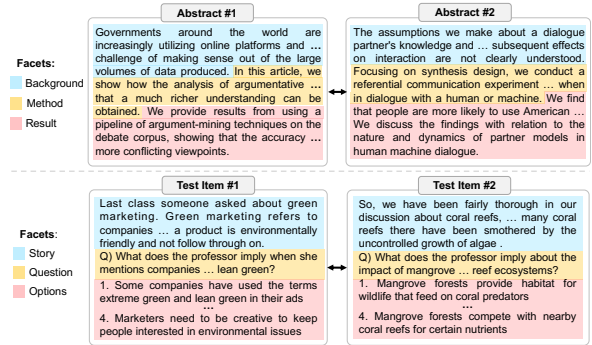 Abstract #1
Abstract #2
Facets:
Background
Method
Result
Governments around the world are
increasingly utilizing online platforms and ...
challenge of making sense out of the large
volumes of data produced. In this article, we
show how the analysis of argumentative ...
that a much richer understanding can be
obtained. We provide results from using a
pipeline of argument-mining techniques on the
debate corpus, showing that the accuracy ...
more conflicting viewpoints.
The assumptions we make about a dialogue
partner's knowledge and ... subsequent effects
on interaction are not clearly understood.
Focusing on synthesis design, we conduct a
referential communication experiment ... when
in dialogue with a human or machine. We find
that people are more likely to use American ...
We discuss the findings with relation to the
nature and dynamics of partner models in
human machine dialogue.
Test Item #1
Test Item #2
Facets:
Story
Question
Options
Last class someone asked about green
marketing. Green marketing refers to
companies ... a product is environmentally
friendly and not follow through on.
Q) What does the professor imply when she
mentions companies ... lean green?
1. Some companies have used the terms
extreme green and lean green in their ads
...
4. Marketers need to be creative to keep
people interested in environmental issues
So, we have been fairly thorough in our
discussion about coral reefs, ... many coral
reefs there have been smothered by the
uncontrolled growth of algae .
Q) What does the professor imply about the
impact of mangrove ... reef ecosystems?
1. Mangrove forests provide habitat for
wildlife that feed on coral predators
...
4. Mangrove forests compete with nearby
coral reefs for certain nutrients